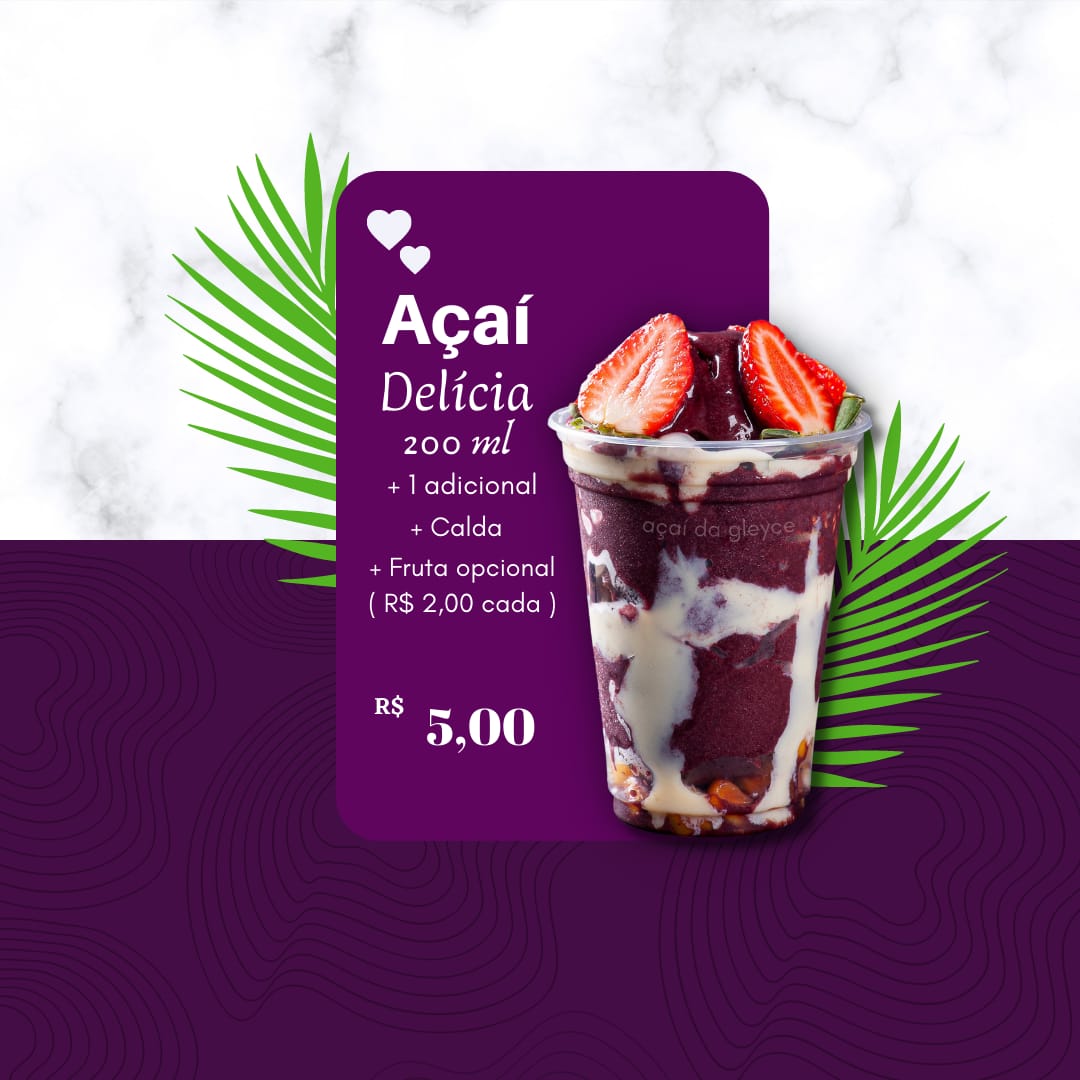 Açaí
Delícia
200 ml
+ 1 adicional
+ Calda
+ Fruta opcional
( R$ 2,00 cada )
R$ 5,00
açaí da gleyce